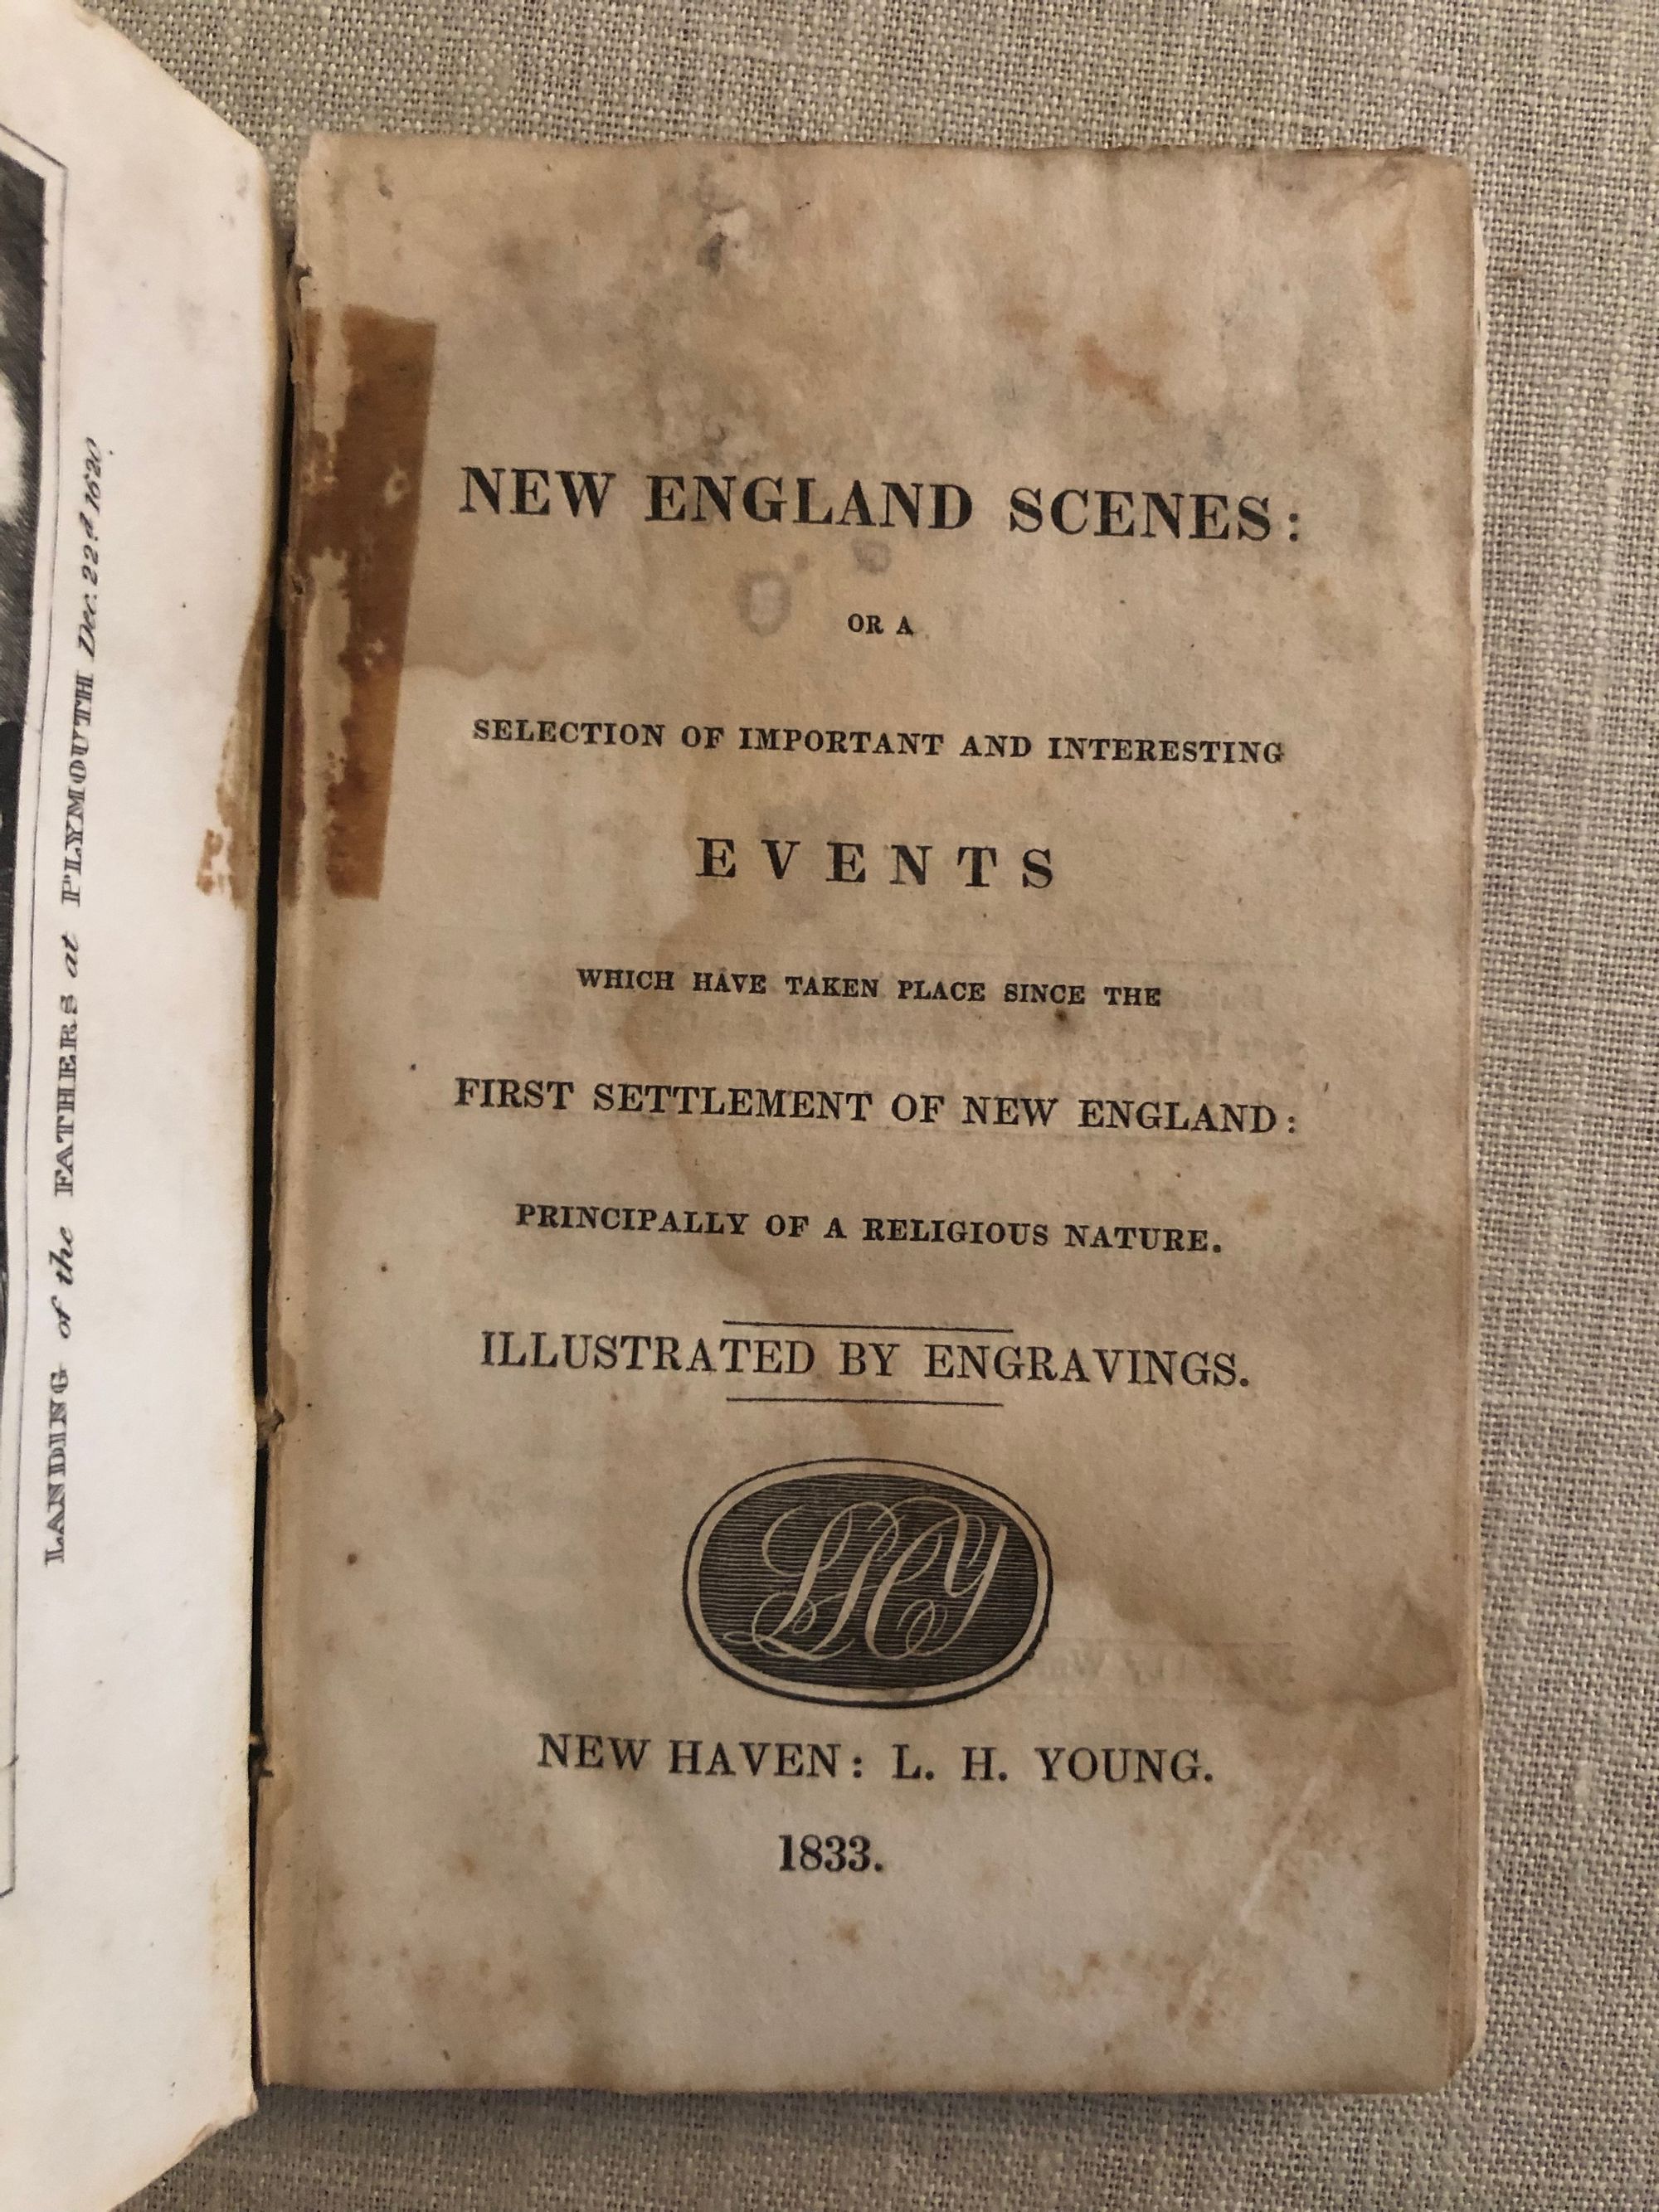 LANDING of the FATHERS at PLYMOUTH Dec. 22d 1620.
NEW ENGLAND SCENES:
OR A
SELECTION OF IMPORTANT AND INTERESTING
EVENTS
WHICH HAVE TAKEN PLACE SINCE THE
FIRST SETTLEMENT OF NEW ENGLAND:
PRINCIPALLY OF A RELIGIOUS NATURE.
ILLUSTRATED BY ENGRAVINGS.
LHY
NEW HAVEN: L. H. YOUNG.
1833.